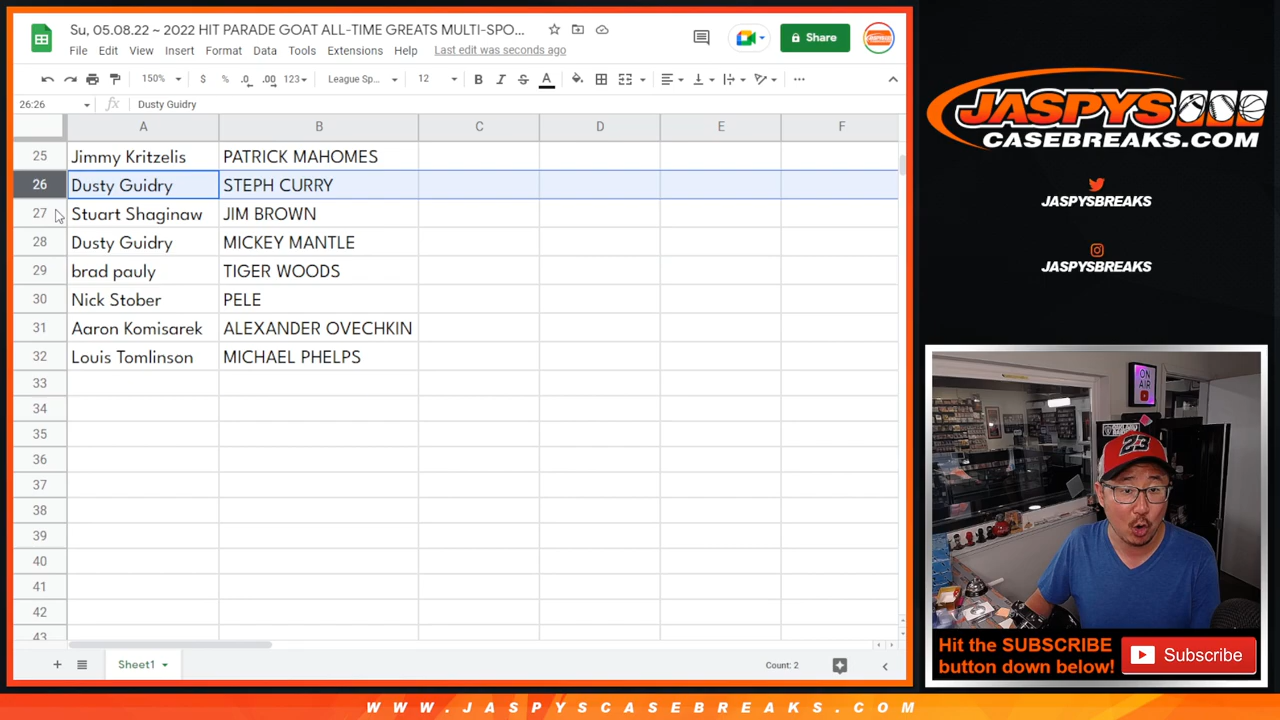 Su, 05.08.22 ~ 2022 HIT PARADE GOAT ALL-TIME GREATS MULTI-SPO...
File Edit View Insert Format Data Tools Extensions Help Last edit was seconds ago
Share
150% $ % .0 .00 123 League Sp... 12 B I S A
26:26 fx Dusty Guidry
A B C D E F
25 Jimmy Kritzelis PATRICK MAHOMES
26 Dusty Guidry STEPH CURRY
27 Stuart Shaginaw JIM BROWN
28 Dusty Guidry MICKEY MANTLE
29 brad pauly TIGER WOODS
30 Nick Stober PELE
31 Aaron Komisarek ALEXANDER OVECHKIN
32 Louis Tomlinson MICHAEL PHELPS
33
34
35
36
37
38
39
40
41
42
43
Sheet1
Count: 2
JASPYS
CASEBREAKS.COM
JASPYSBREAKS
JASPYSBREAKS
ON
AIR
23
Hit the SUBSCRIBE
button down below!
Subscribe
WWW.JASPYSCASEBREAKS.COM